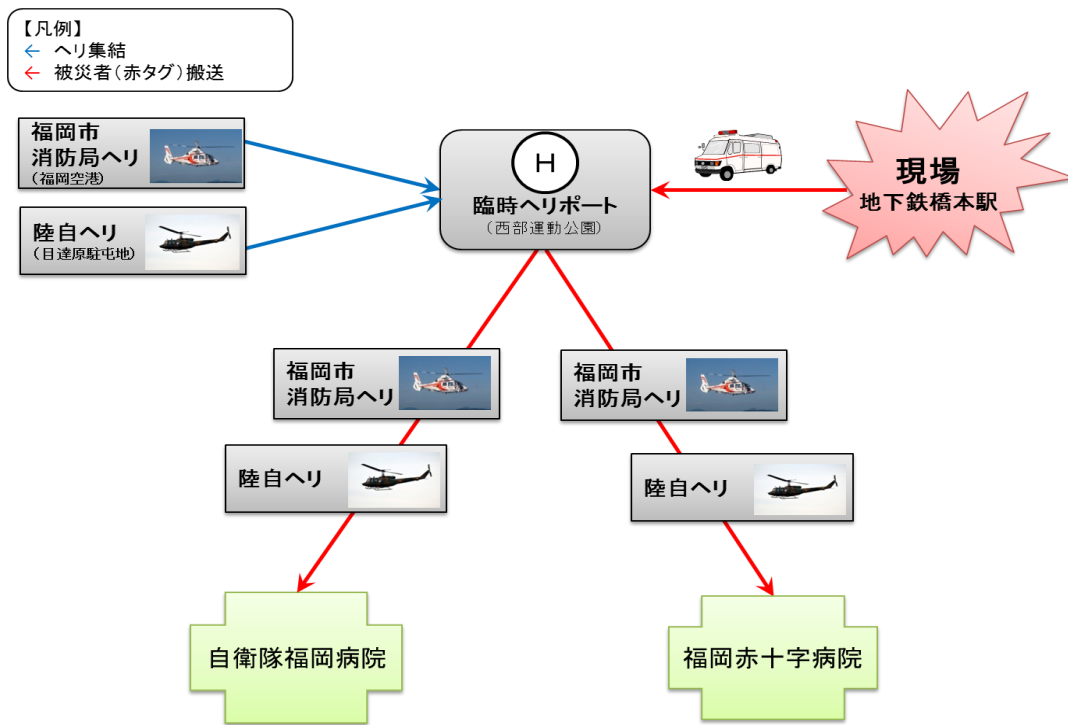 【凡例】
← ヘリ集結
← 被災者(赤タグ)搬送
福岡市
消防局ヘリ
(福岡空港)
陸自ヘリ
(目達原駐屯地)
H
臨時ヘリポート
(西部運動公園)
現場
地下鉄橋本駅
福岡市
消防局ヘリ
福岡市
消防局ヘリ
陸自ヘリ
陸自ヘリ
自衛隊福岡病院
福岡赤十字病院